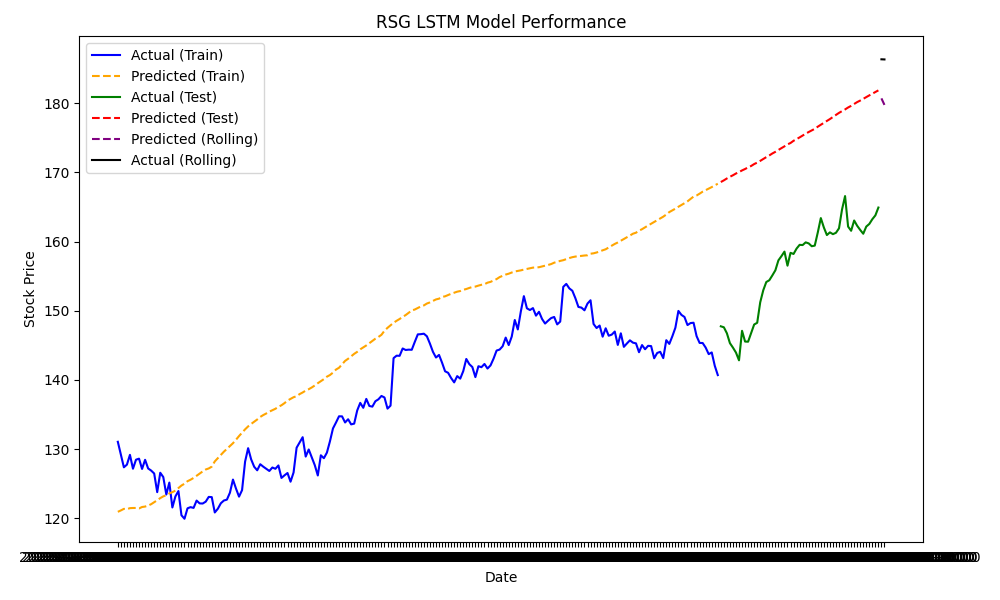 RSG LSTM Model Performance
Actual (Train)
Predicted (Train)
Actual (Test)
Predicted (Test)
Predicted (Rolling)
Actual (Rolling)
Stock Price
180
170
160
150
140
130
120
Date